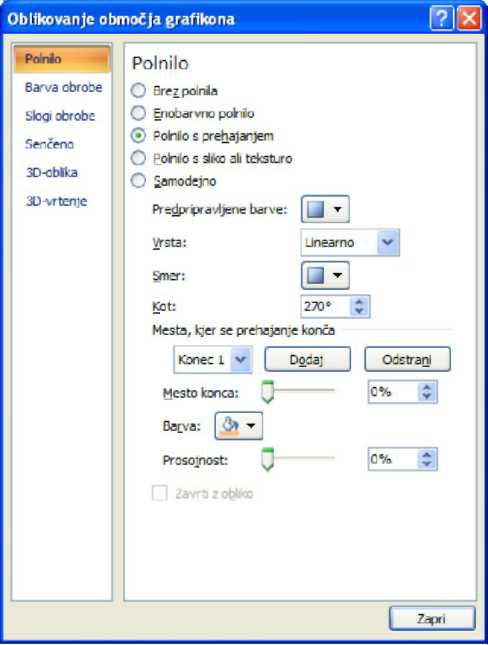 Oblikovanje območja grafikona
Polnilo
Barva obrobe
Slogi obrobe
Senčeno
3D-oblika
3D-vrtenje
Polnilo
Brez polnila
Enobarvno polnilo
Polnilo s prehajanjem
Polnilo s sliko ali teksturo
Samodejno
Predpripravljene barve:
Vrsta: Linearno
Smer:
Kot: 270°
Mesta, kjer se prehajanje konča
Konec 1 Dodaj Odstrani
Mesto konca: 0%
Barva:
Prosojnost: 0%
Zavrti z obliko
Zapri